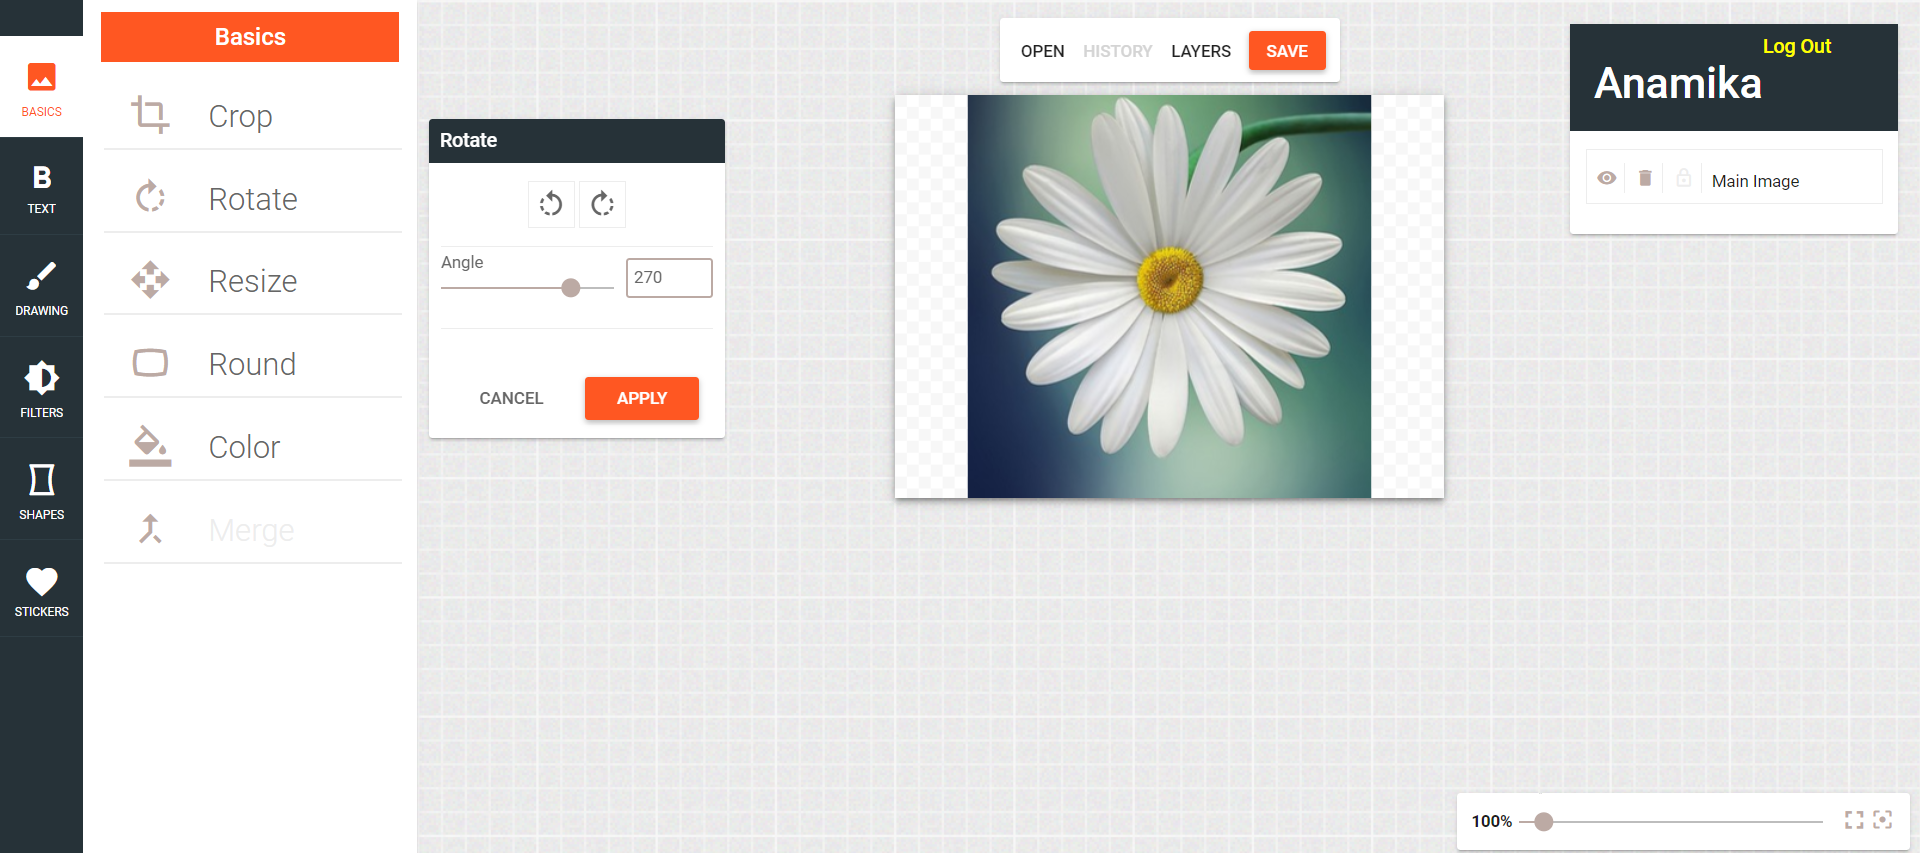 BASICS
TEXT
DRAWING
FILTERS
SHAPES
STICKERS
Basics
Crop
Rotate
Resize
Round
Color
Merge
Rotate
Angle
270
CANCEL
APPLY
OPEN HISTORY LAYERS SAVE
Log Out
Anamika
Main Image
100%